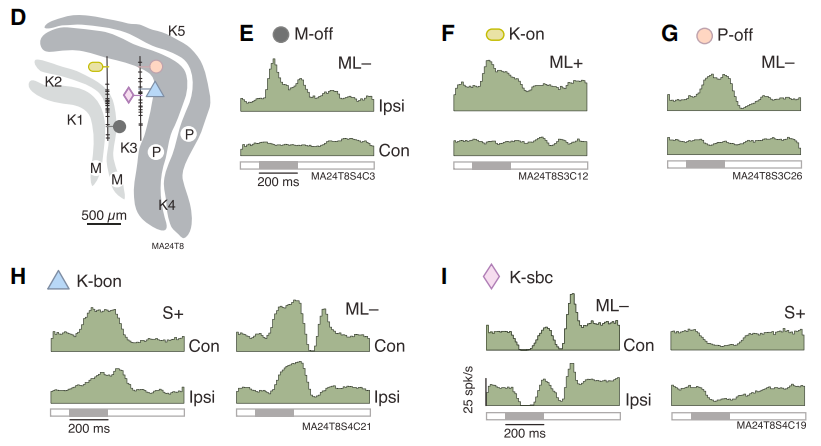 D
K5
K2
K1
K3
P
P
M
M
K4
500 µm
MA24T8
E
M-off
ML–
Ipsi
Con
200 ms
MA24T8S4C3
F
K-on
ML+
MA24T8S3C12
G
P-off
ML–
MA24T8S3C26
H
K-bon
S+
ML–
Con
Con
Ipsi
Ipsi
200 ms
MA24T8S4C21
I
K-sbc
ML–
S+
Con
25 spk/s
Ipsi
200 ms
MA24T8S4C19